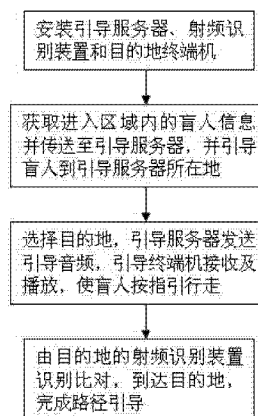 安装引导服务器、射频识
别装置和目的地终端机
获取进入区域内的盲人信息
并传送至引导服务器，并引导
盲人到引导服务器所在地
选择目的地，引导服务器发送
引导音频，引导终端机接收及
播放，使盲人按指引行走
由目的地的射频识别装置
识别比对，到达目的地，
完成路径引导